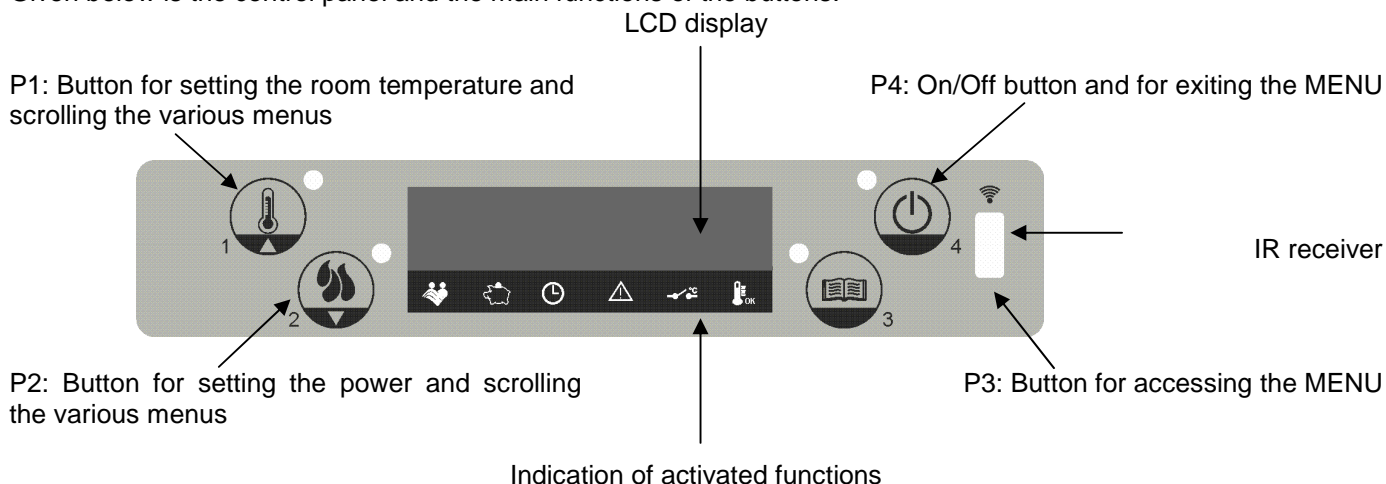 Given below is the control panel and the main functions of the buttons.
LCD display
P1: Button for setting the room temperature and
scrolling the various menus
P4: On/Off button and for exiting the MENU
1
4
IR receiver
°C
OK
2
3
P2: Button for setting the power and scrolling
the various menus
P3: Button for accessing the MENU
Indication of activated functions